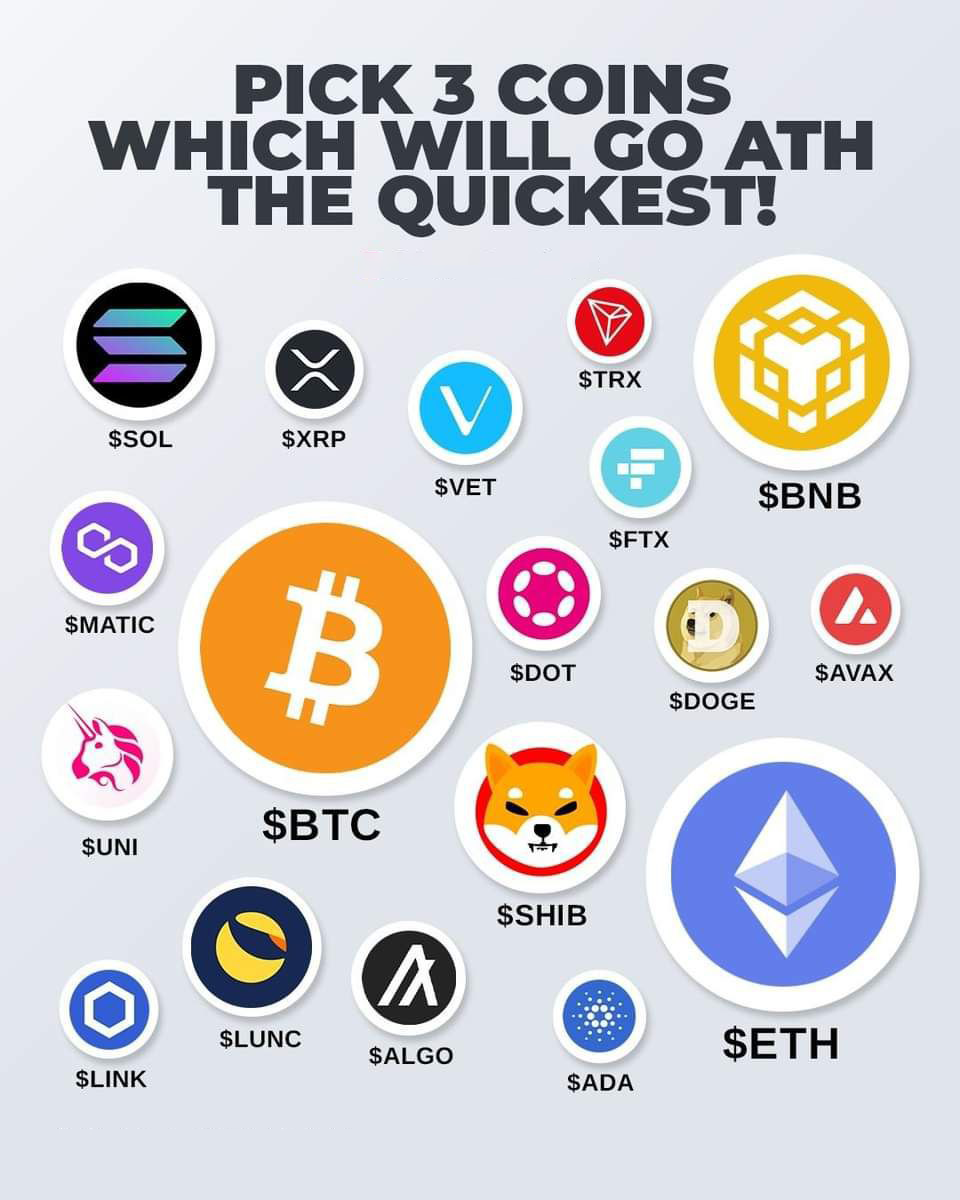 PICK 3 COINS
WHICH WILL GO ATH
THE QUICKEST!
$SOL
$XRP
$VET
$TRX
$BNB
$FTX
$MATIC
$BTC
$DOT
$DOGE
$AVAX
$UNI
$SHIB
$ETH
$LINK
$LUNC
$ALGO
$ADA